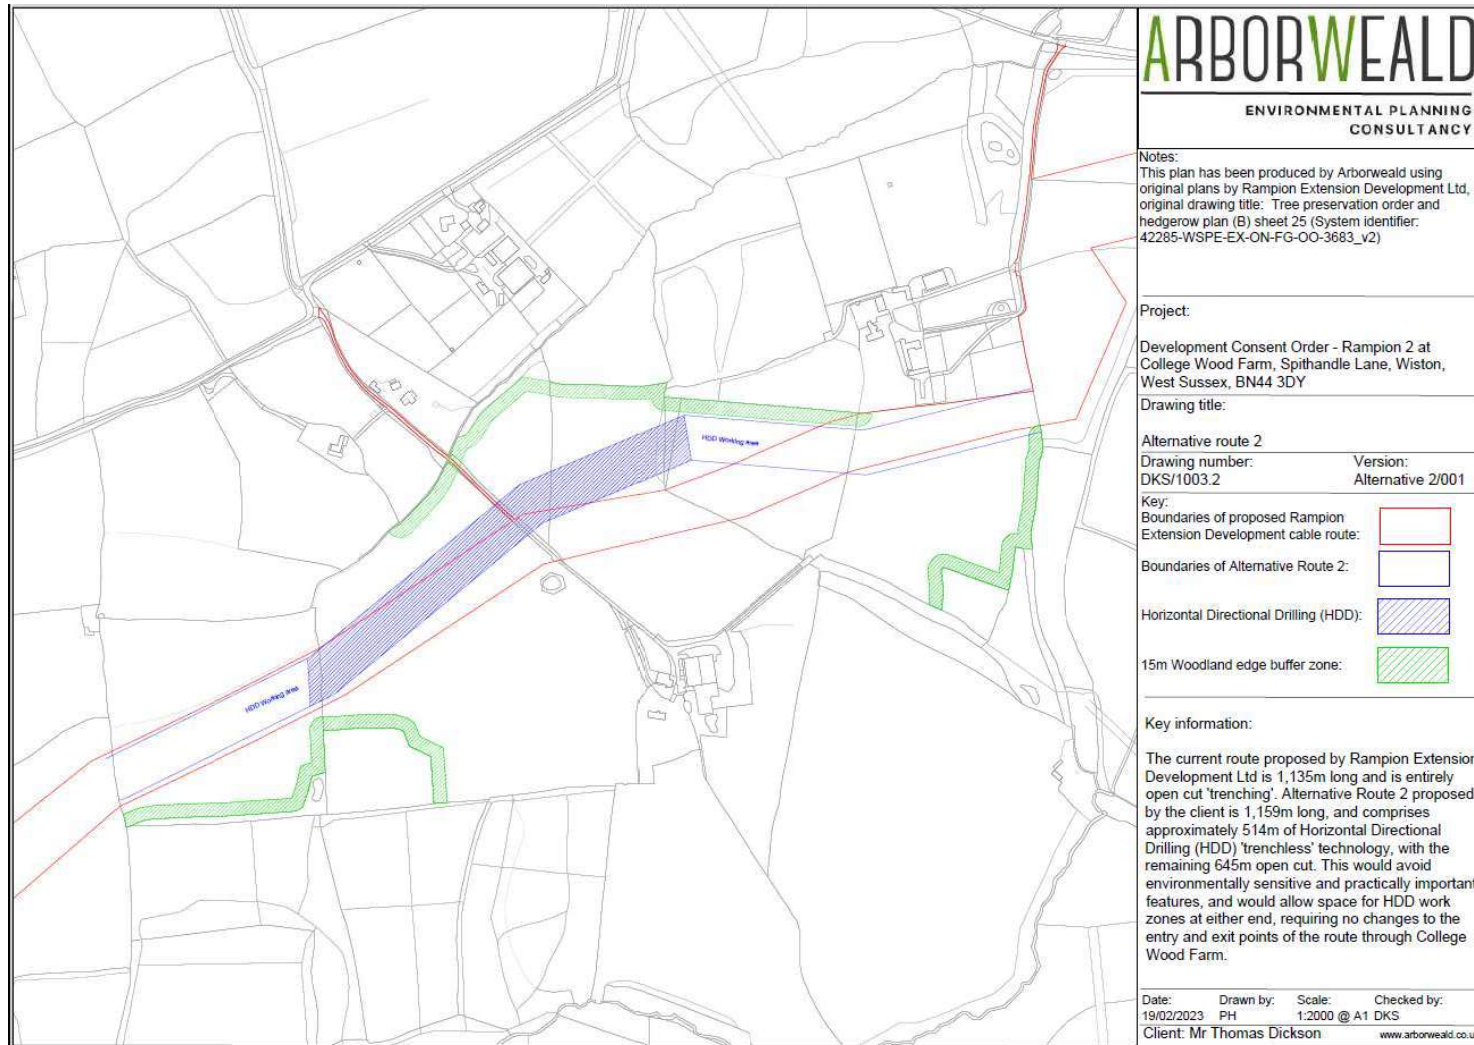 ARBORWEALD
ENVIRONMENTAL PLANNING
CONSULTANCY
Notes:
This plan has been produced by Arborweald using
original plans by Rampion Extension Development Ltd,
original drawing title: Tree preservation order and
hedgerow plan (B) sheet 25 (System identifier:
42285-WSPE-EX-ON-FG-OO-3683_v2)
Project:
Development Consent Order - Rampion 2 at
College Wood Farm, Spithandle Lane, Wiston,
West Sussex, BN44 3DY
Drawing title:
Alternative route 2
Drawing number: Version:
DKS/1003.2 Alternative 2/001
Key:
Boundaries of proposed Rampion
Extension Development cable route:
Boundaries of Alternative Route 2:
Horizontal Directional Drilling (HDD):
15m Woodland edge buffer zone:
Key information:
The current route proposed by Rampion Extension
Development Ltd is 1,135m long and is entirely
open cut 'trenching'. Alternative Route 2 proposed
by the client is 1,159m long, and comprises
approximately 514m of Horizontal Directional
Drilling (HDD) 'trenchless' technology, with the
remaining 645m open cut. This would avoid
environmentally sensitive and practically important
features, and would allow space for HDD work
zones at either end, requiring no changes to the
entry and exit points of the route through College
Wood Farm.
Date: Drawn by: Scale: Checked by:
19/02/2023 PH 1:2000 @ A1 DKS
Client: Mr Thomas Dickson www.arborweald.co.u
HDD Working area
HDD Working area